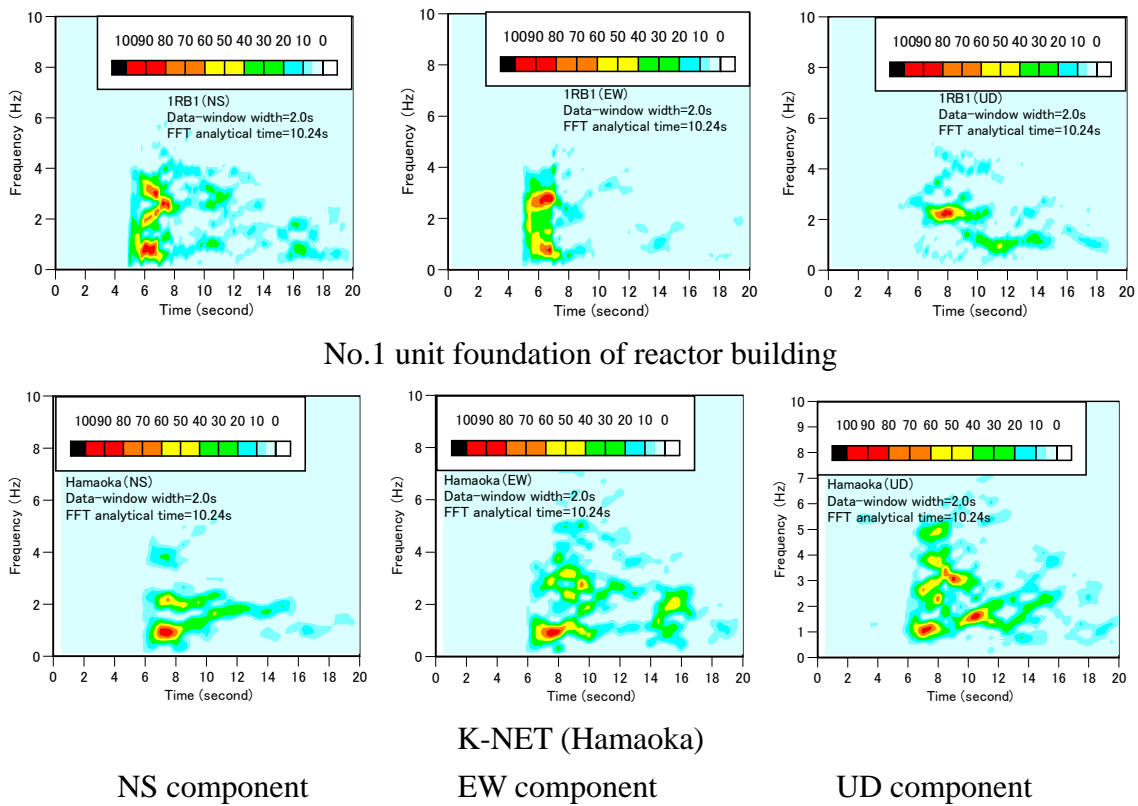 10090 80 70 60 50 40 30 20 10 0
1RB1(NS)
Data-window width=2.0s
FFT analytical time=10.24s
Frequency (Hz)
10
8
6
4
2
0
0 2 4 6 8 10 12 14 16 18 20
Time (second)
10090 80 70 60 50 40 30 20 10 0
1RB1(EW)
Data-window width=2.0s
FFT analytical time=10.24s
Frequency (Hz)
10
8
6
4
2
0
0 2 4 6 8 10 12 14 16 18 20
Time (second)
10090 80 70 60 50 40 30 20 10 0
1RB1(UD)
Data-window width=2.0s
FFT analytical time=10.24s
Frequency (Hz)
10
8
6
4
2
0
0 2 4 6 8 10 12 14 16 18 20
Time (second)
No.1 unit foundation of reactor building
10090 80 70 60 50 40 30 20 10 0
Hamaoka(NS)
Data-window width=2.0s
FFT analytical time=10.24s
Frequency (Hz)
10
8
6
4
2
0
0 2 4 6 8 10 12 14 16 18 20
Time (second)
10090 80 70 60 50 40 30 20 10 0
Hamaoka(EW)
Data-window width=2.0s
FFT analytical time=10.24s
Frequency (Hz)
10
8
6
4
2
0
0 2 4 6 8 10 12 14 16 18 20
Time (second)
100 90 80 70 60 50 40 30 20 10 0
Hamaoka(UD)
Data-window width=2.0s
FFT analytical time=10.24s
Frequency (Hz)
10
9
8
7
6
5
4
3
2
1
0
0 2 4 6 8 10 12 14 16 18 20
Time (second)
K-NET (Hamaoka)
NS component EW component UD component